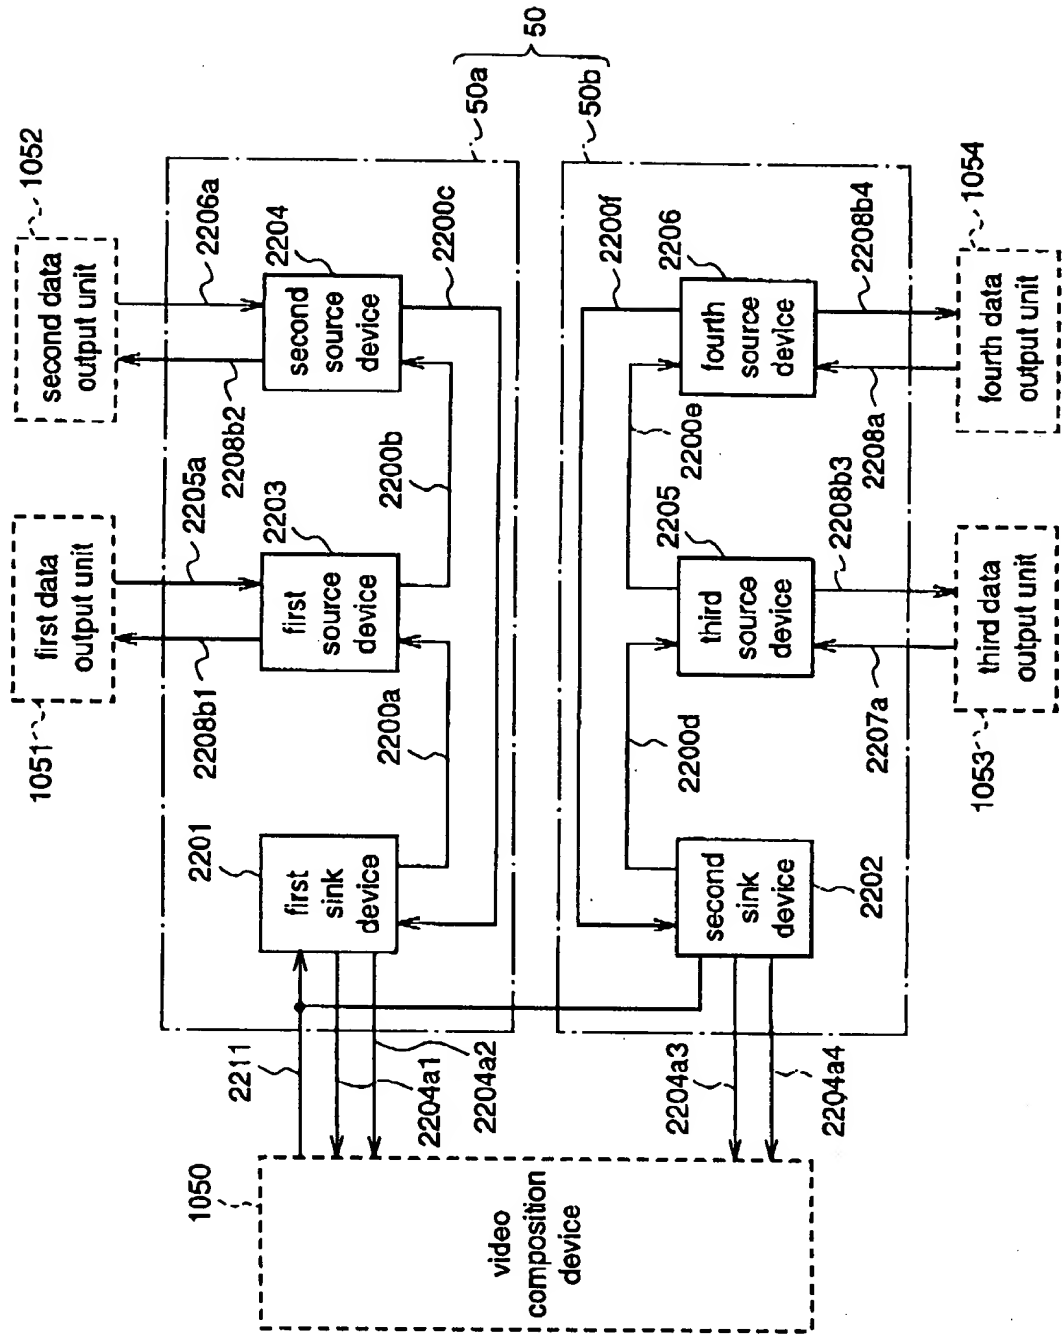 50
50a
50b
1052
second data
output unit
2206a
2208b2
2204
second
source
device
2200c
1051
first data
output unit
2205a
2208b1
2203
first
source
device
2200b
2200a
2201
first
sink
device
2211
2204a1
2204a2
1050
video
composition
device
2200f
2206
fourth
source
device
2208b4
2208a
1054
fourth data
output unit
2200e
2205
third
source
device
2208b3
2207a
1053
third data
output unit
2200d
second
sink
device
2202
2204a3
2204a4